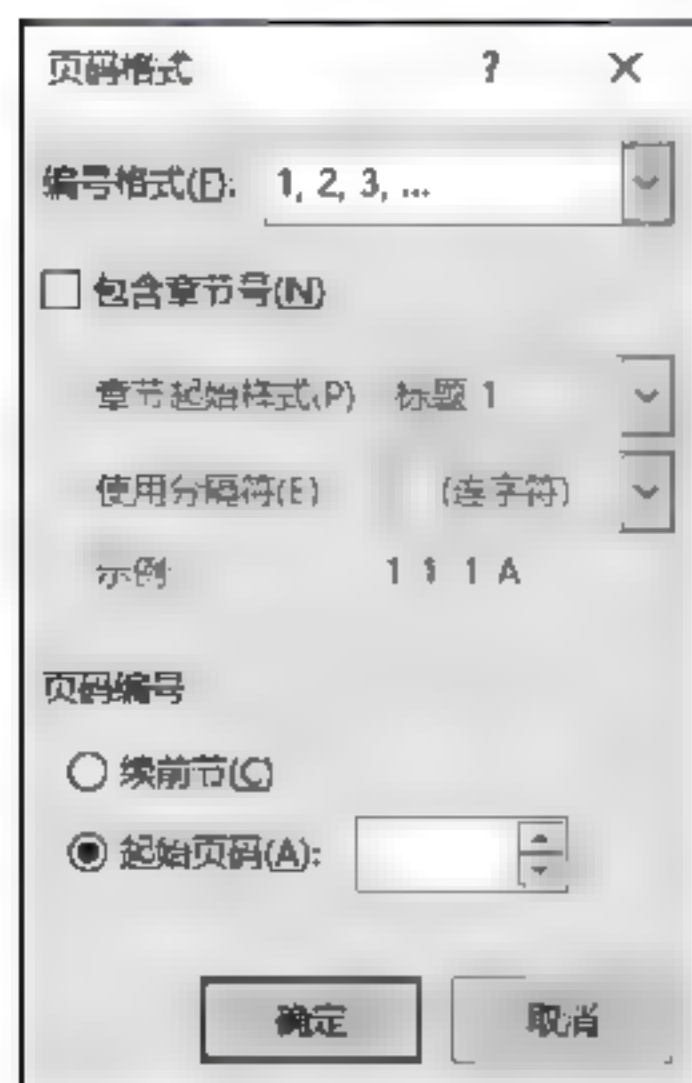 页码格式 ? ×
编号格式(F): 1, 2, 3, ...
包含章节号(N)
章节起始样式(P) 标题 1
使用分隔符(E) (连字符)
示例 1 1 1 A
页码编号
续前节(C)
起始页码(A):
确定 取消